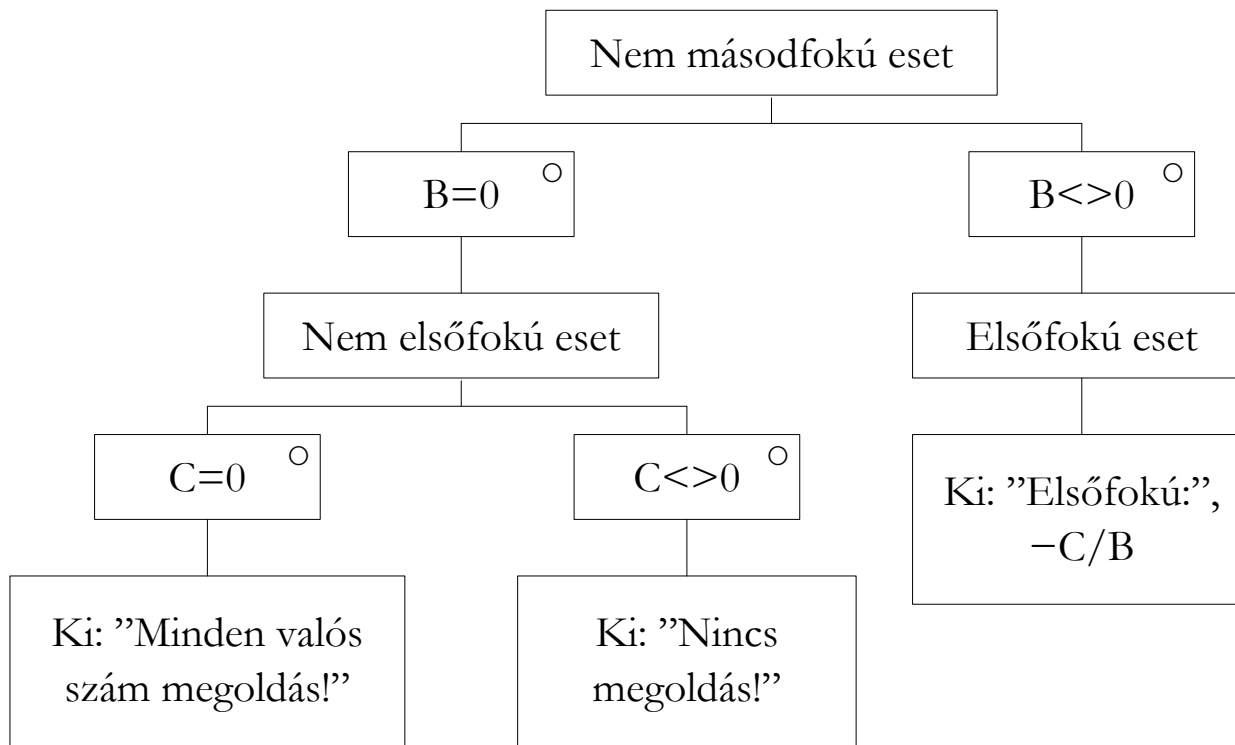 Nem másodfokú eset
B=0
B<>0
Nem elsőfokú eset
Elsőfokú eset
C=0
C<>0
Ki: ”Elsőfokú:”,
−C/B
Ki: ”Minden valós
szám megoldás!”
Ki: ”Nincs
megoldás!”